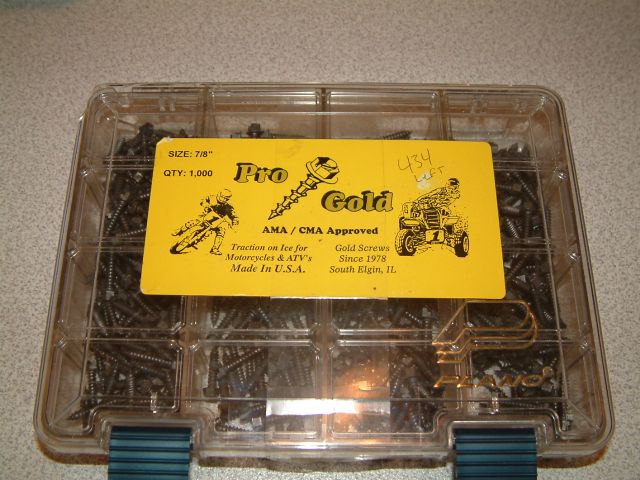 SIZE: 7/8"
QTY: 1,000
Pro Gold
434
LEFT
AMA / CMA Approved
Traction on Ice for
Motorcycles & ATV's
Made In U.S.A.
Gold Screws
Since 1978
South Elgin, IL
1
PLANO